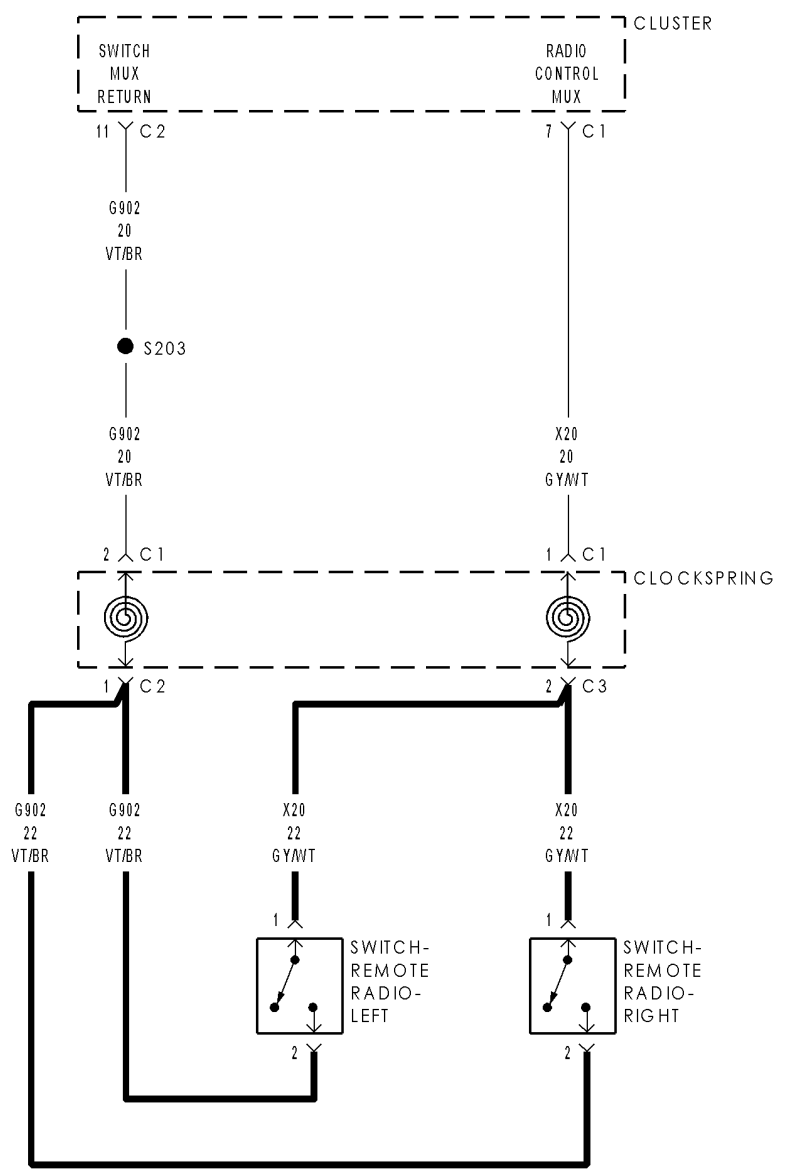 CLUSTER
SWITCH
MUX
RETURN
RADIO
CONTROL
MUX
11 C2
7 C1
G902
20
VT/BR
S203
G902
20
VT/BR
X20
20
GY/WT
2 C1
1 C1
CLOCKSPRING
1 C2
2 C3
G902
22
VT/BR
G902
22
VT/BR
X20
22
GY/WT
X20
22
GY/WT
1
SWITCH-
REMOTE
RADIO-
LEFT
2
1
SWITCH-
REMOTE
RADIO-
RIGHT
2